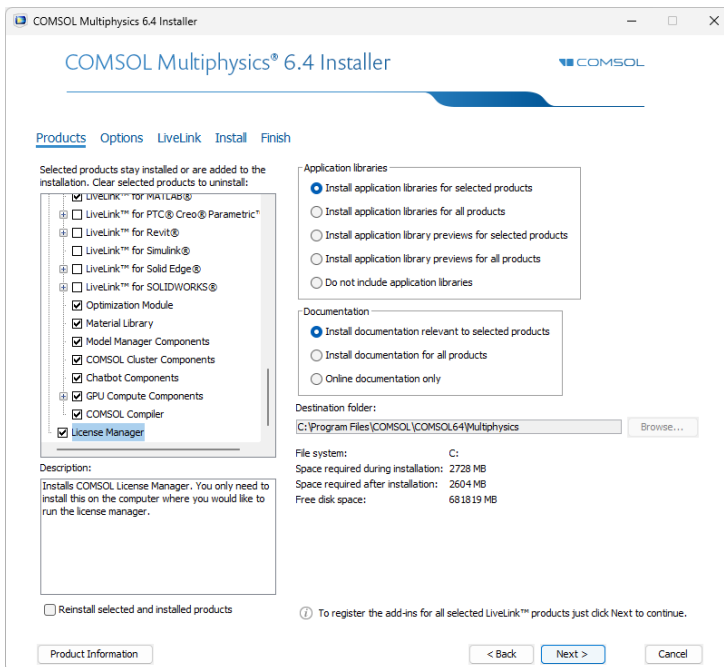 COMSOL Multiphysics 6.4 Installer
COMSOL Multiphysics® 6.4 Installer
COMSOL
Products Options LiveLink Install Finish
Selected products stay installed or are added to the
installation. Clear selected products to uninstall:
LiveLink™ for MATLAB®
LiveLink™ for PTC® Creo® Parametric™
LiveLink™ for Revit®
LiveLink™ for Simulink®
LiveLink™ for Solid Edge®
LiveLink™ for SOLIDWORKS®
Optimization Module
Material Library
Model Manager Components
COMSOL Cluster Components
Chatbot Components
GPU Compute Components
COMSOL Compiler
License Manager
Description:
Installs COMSOL License Manager. You only need to
install this on the computer where you would like to
run the license manager.
Reinstall selected and installed products
Application libraries
Install application libraries for selected products
Install application libraries for all products
Install application library previews for selected products
Install application library previews for all products
Do not include application libraries
Documentation
Install documentation relevant to selected products
Install documentation for all products
Online documentation only
Destination folder:
C:\Program Files\COMSOL\COMSOL64\Multiphysics
Browse...
File system: C:
Space required during installation: 2728 MB
Space required after installation: 2604 MB
Free disk space: 681819 MB
To register the add-ins for all selected LiveLink™ products just click Next to continue.
Product Information
< Back
Next >
Cancel